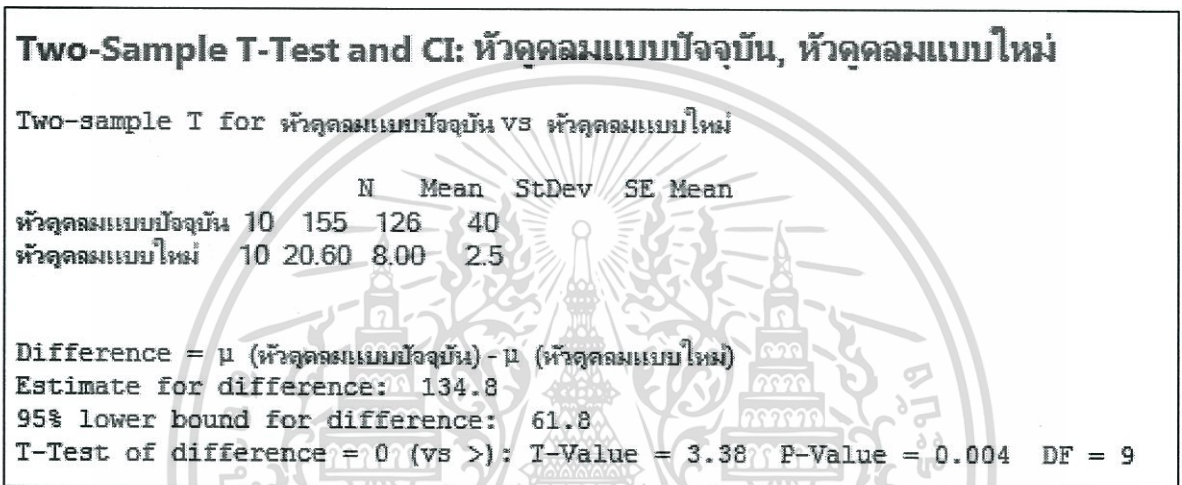 Two-Sample T-Test and CI: หัวดูดลมแบบปัจจุบัน, หัวดูดลมแบบใหม่
Two-sample T for หัวดูดลมแบบปัจจุบัน vs หัวดูดลมแบบใหม่
N Mean StDev SE Mean
หัวดูดลมแบบปัจจุบัน 10 155 126 40
หัวดูดลมแบบใหม่ 10 20.60 8.00 2.5
Difference = μ (หัวดูดลมแบบปัจจุบัน) - μ (หัวดูดลมแบบใหม่)
Estimate for difference: 134.8
95% lower bound for difference: 61.8
T-Test of difference = 0 (vs >): T-Value = 3.38 P-Value = 0.004 DF = 9